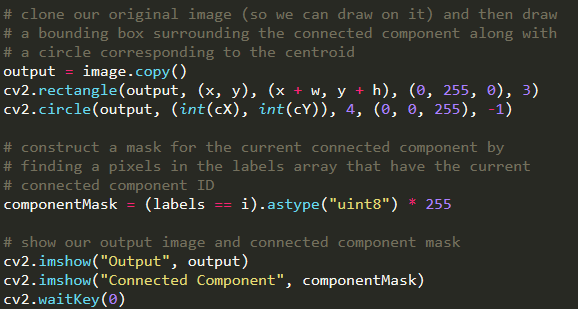 # clone our original image (so we can draw on it) and then draw
# a bounding box surrounding the connected component along with
# a circle corresponding to the centroid
output = image.copy()
cv2.rectangle(output, (x, y), (x + w, y + h), (0, 255, 0), 3)
cv2.circle(output, (int(cX), int(cY)), 4, (0, 0, 255), -1)

# construct a mask for the current connected component by
# finding a pixels in the labels array that have the current
# connected component ID
componentMask = (labels == i).astype("uint8") * 255

# show our output image and connected component mask
cv2.imshow("Output", output)
cv2.imshow("Connected Component", componentMask)
cv2.waitKey(0)